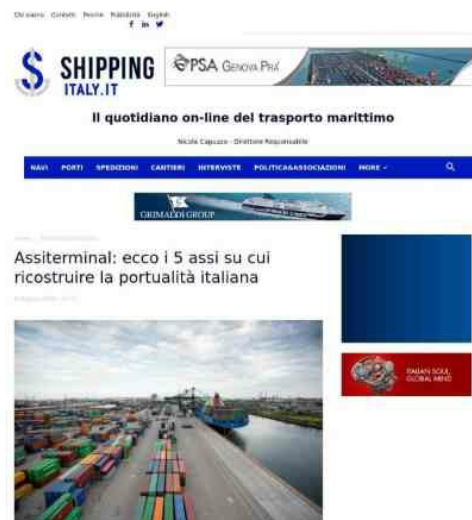 Chi siamo Contatti Perché Pubblicità English
SHIPPING
ITALY.IT
PSA GENOVA PRA'
Il quotidiano on-line del trasporto marittimo
Nicola Capuzzo - Direttore Responsabile
NAVI PORTI SPEDIZIONI CANTIERI INTERVISTE POLITICA&ASSOCIAZIONI MORE
GRIMALDI GROUP
Assiterminal: ecco i 5 assi su cui
ricostruire la portualità italiana
ITALIAN SOUL,
GLOBAL MIND